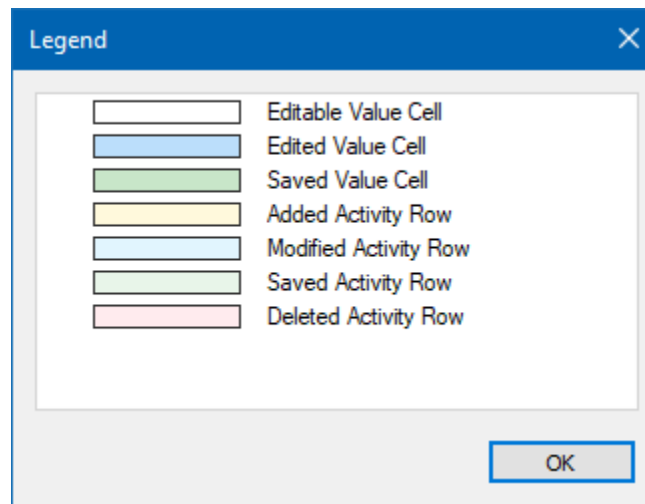 Legend
Editable Value Cell
Edited Value Cell
Saved Value Cell
Added Activity Row
Modified Activity Row
Saved Activity Row
Deleted Activity Row
OK